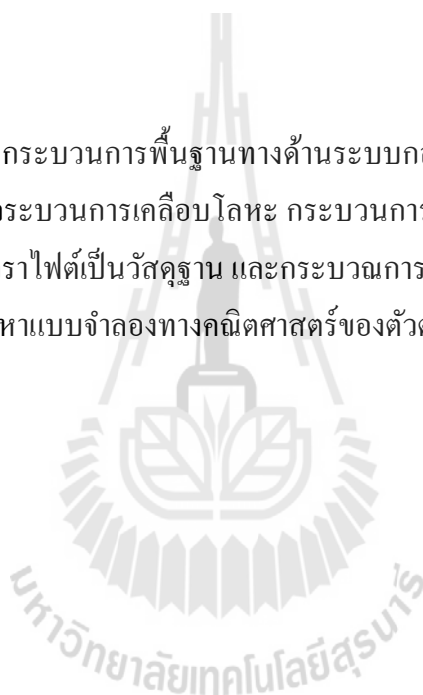 กระบวนการพื้นฐานทางด้านระบบกล
ระบวนการเคลือบโลหะ กระบวนการ
ราไฟต์เป็นวัสดุฐาน และกระบวณการ
หาแบบจำลองทางคณิตศาสตร์ของตัว
มหาวิทยาลัยเทคโนโลยีสุรนารี